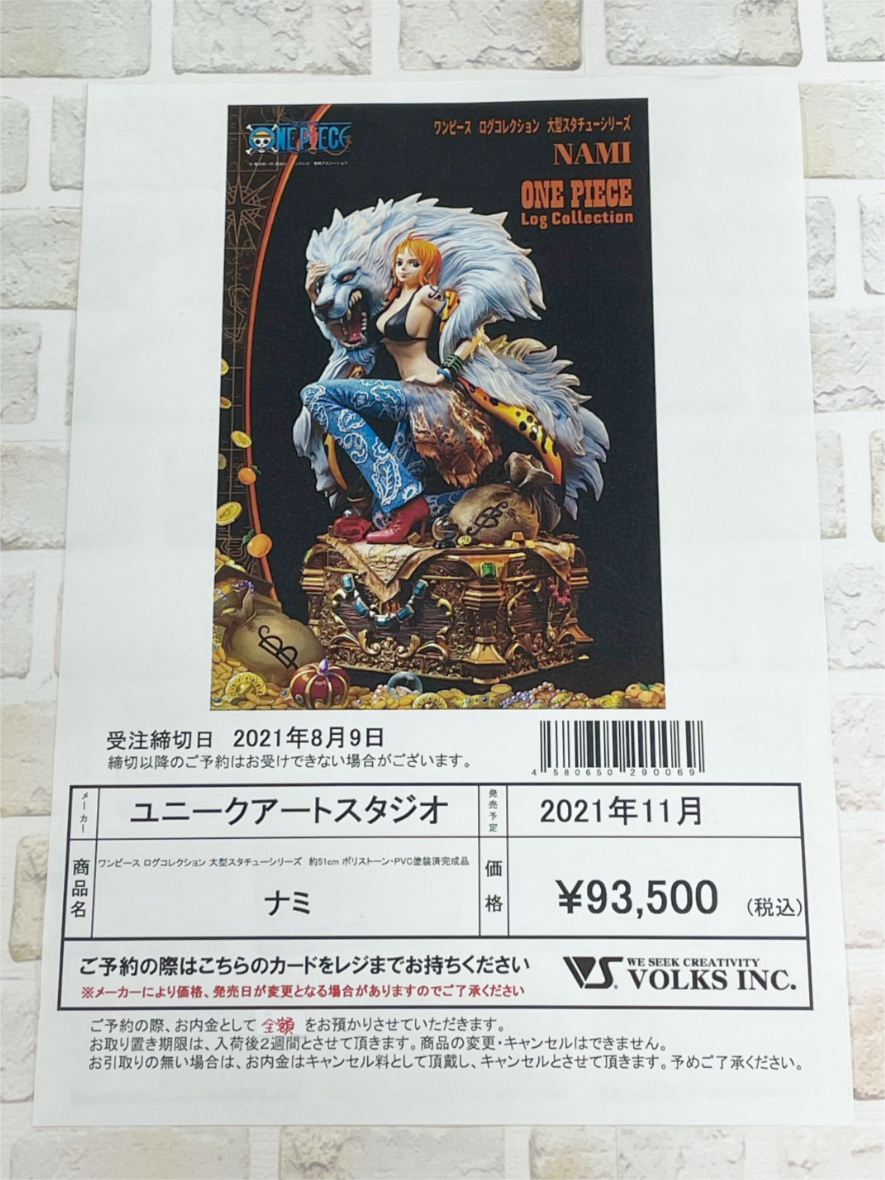 ワンピース ログコレクション 大型スタチューシリーズ
NAMI
ONE PIECE
ONE PIECE
Log Collection
受注締切日 2021年8月9日
締切以降のご予約はお受けできない場合がございます。
4 580650 290069
メーカー
ユニークアートスタジオ
発売予定
2021年11月
商品名
ワンピース ログコレクション 大型スタチューシリーズ 約51cm ポリストーン・PVC塗装済完成品
ナミ
価格
¥93,500 (税込)
ご予約の際はこちらのカードをレジまでお持ちください
※メーカーにより価格、発売日が変更となる場合がありますのでご了承ください
VS. WE SEEK CREATIVITY
VOLKS INC.
ご予約の際、お内金として 全額 をお預かりさせていただきます。
お取り置き期限は、入荷後2週間とさせて頂きます。商品の変更・キャンセルはできません。
お引取りの無い場合は、お内金はキャンセル料として頂戴し、キャンセルとさせて頂きます。予めご了承ください。